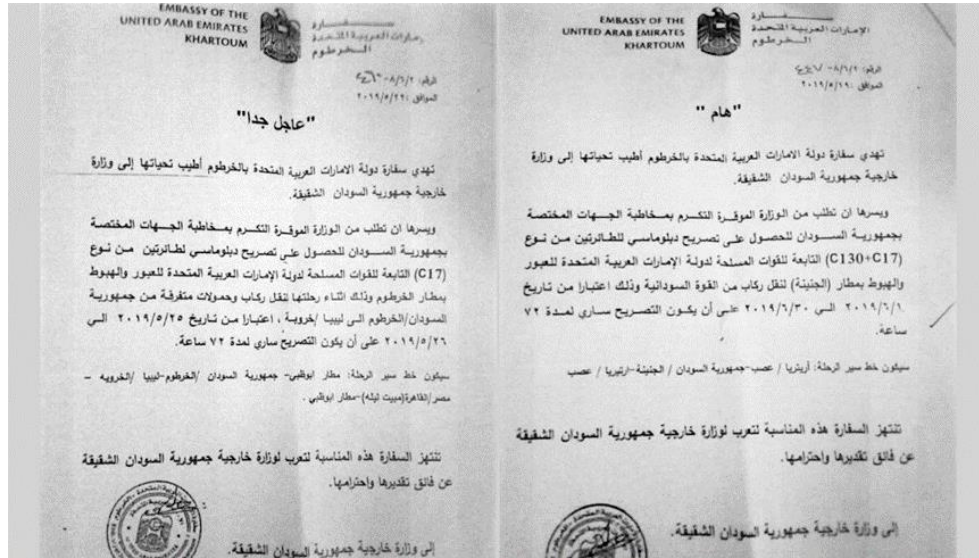 EMBASSY OF THE
UNITED ARAB EMIRATES
KHARTOUM
سفارة
الإمارات العربية المتحدة
الخرطوم
الرقم: ٨/٦/٢-
الموافق: ٢٠١٩/٥/٢٢
"عاجل جدا"
تهدي سفارة دولة الامارات العربية المتحدة بالخرطوم أطيب تحياتها إلى وزارة
خارجية جمهورية السودان الشقيقة.
ويسرها ان تطلب من الوزارة الموقرة التكرم بمخاطبة الجهات المختصة
بجمهورية السودان للحصول على تصريح دبلوماسي لطائرتين من نوع
(C17) التابعة للقوات المسلحة لدولة الإمارات العربية المتحدة للعبور والهبوط
بمطار الخرطوم وذلك اثناء رحلتها لنقل ركاب وحمولات متفرقة من جمهورية
السودان/الخرطوم الى ليبيا /خروبة ، اعتبارا من تاريخ ٢٠١٩/٥/٢٥ الي
٢٠١٩/٥/٢٦ على أن يكون التصريح ساري لمدة ٧٢ ساعة.
سيكون خط سير الرحلة: مطار ابوظبي- جمهورية السودان /الخرطوم-ليبيا /الخروبه –
مصر/القاهرة(مبيت ليله)-مطار ابوظبي .
تنتهز السفارة هذه المناسبة لتعرب لوزارة خارجية جمهورية السودان الشقيقة
عن فائق تقديرها واحترامها.
إلى وزارة خارجية جمهورية السودان الشقيقة.
EMBASSY OF THE
UNITED ARAB EMIRATES
KHARTOUM
سفارة
الإمارات العربية المتحدة
الخرطوم
الرقم: ٨/٦/٢-٤٤٧
الموافق: ٢٠١٩/٥/١٩
"هام "
تهدي سفارة دولة الامارات العربية المتحدة بالخرطوم أطيب تحياتها إلى وزارة
خارجية جمهورية السودان الشقيقة.
ويسرها ان تطلب من الوزارة الموقرة التكرم بمخاطبة الجهات المختصة
بجمهورية السودان للحصول على تصريح دبلوماسي للطائرتين من نوع
(C130+C17) التابعة للقوات المسلحة لدولة الإمارات العربية المتحدة للعبور
والهبوط بمطار (الجنينة) لنقل ركاب من القوة السودانية وذلك اعتبارا من تاريخ
٢٠١٩/٦/١ الي ٢٠١٩/٦/٣٠ على أن يكون التصريح ساري لمدة ٧٢
ساعة.
سيكون خط سير الرحلة: أريتريا / عصب-جمهورية السودان / الجنينة-ارتيريا / عصب
تنتهز السفارة هذه المناسبة لتعرب لوزارة خارجية جمهورية السودان الشقيقة
عن فائق تقديرها واحترامها.
إلى وزارة خارجية جمهورية السودان الشقيقة.